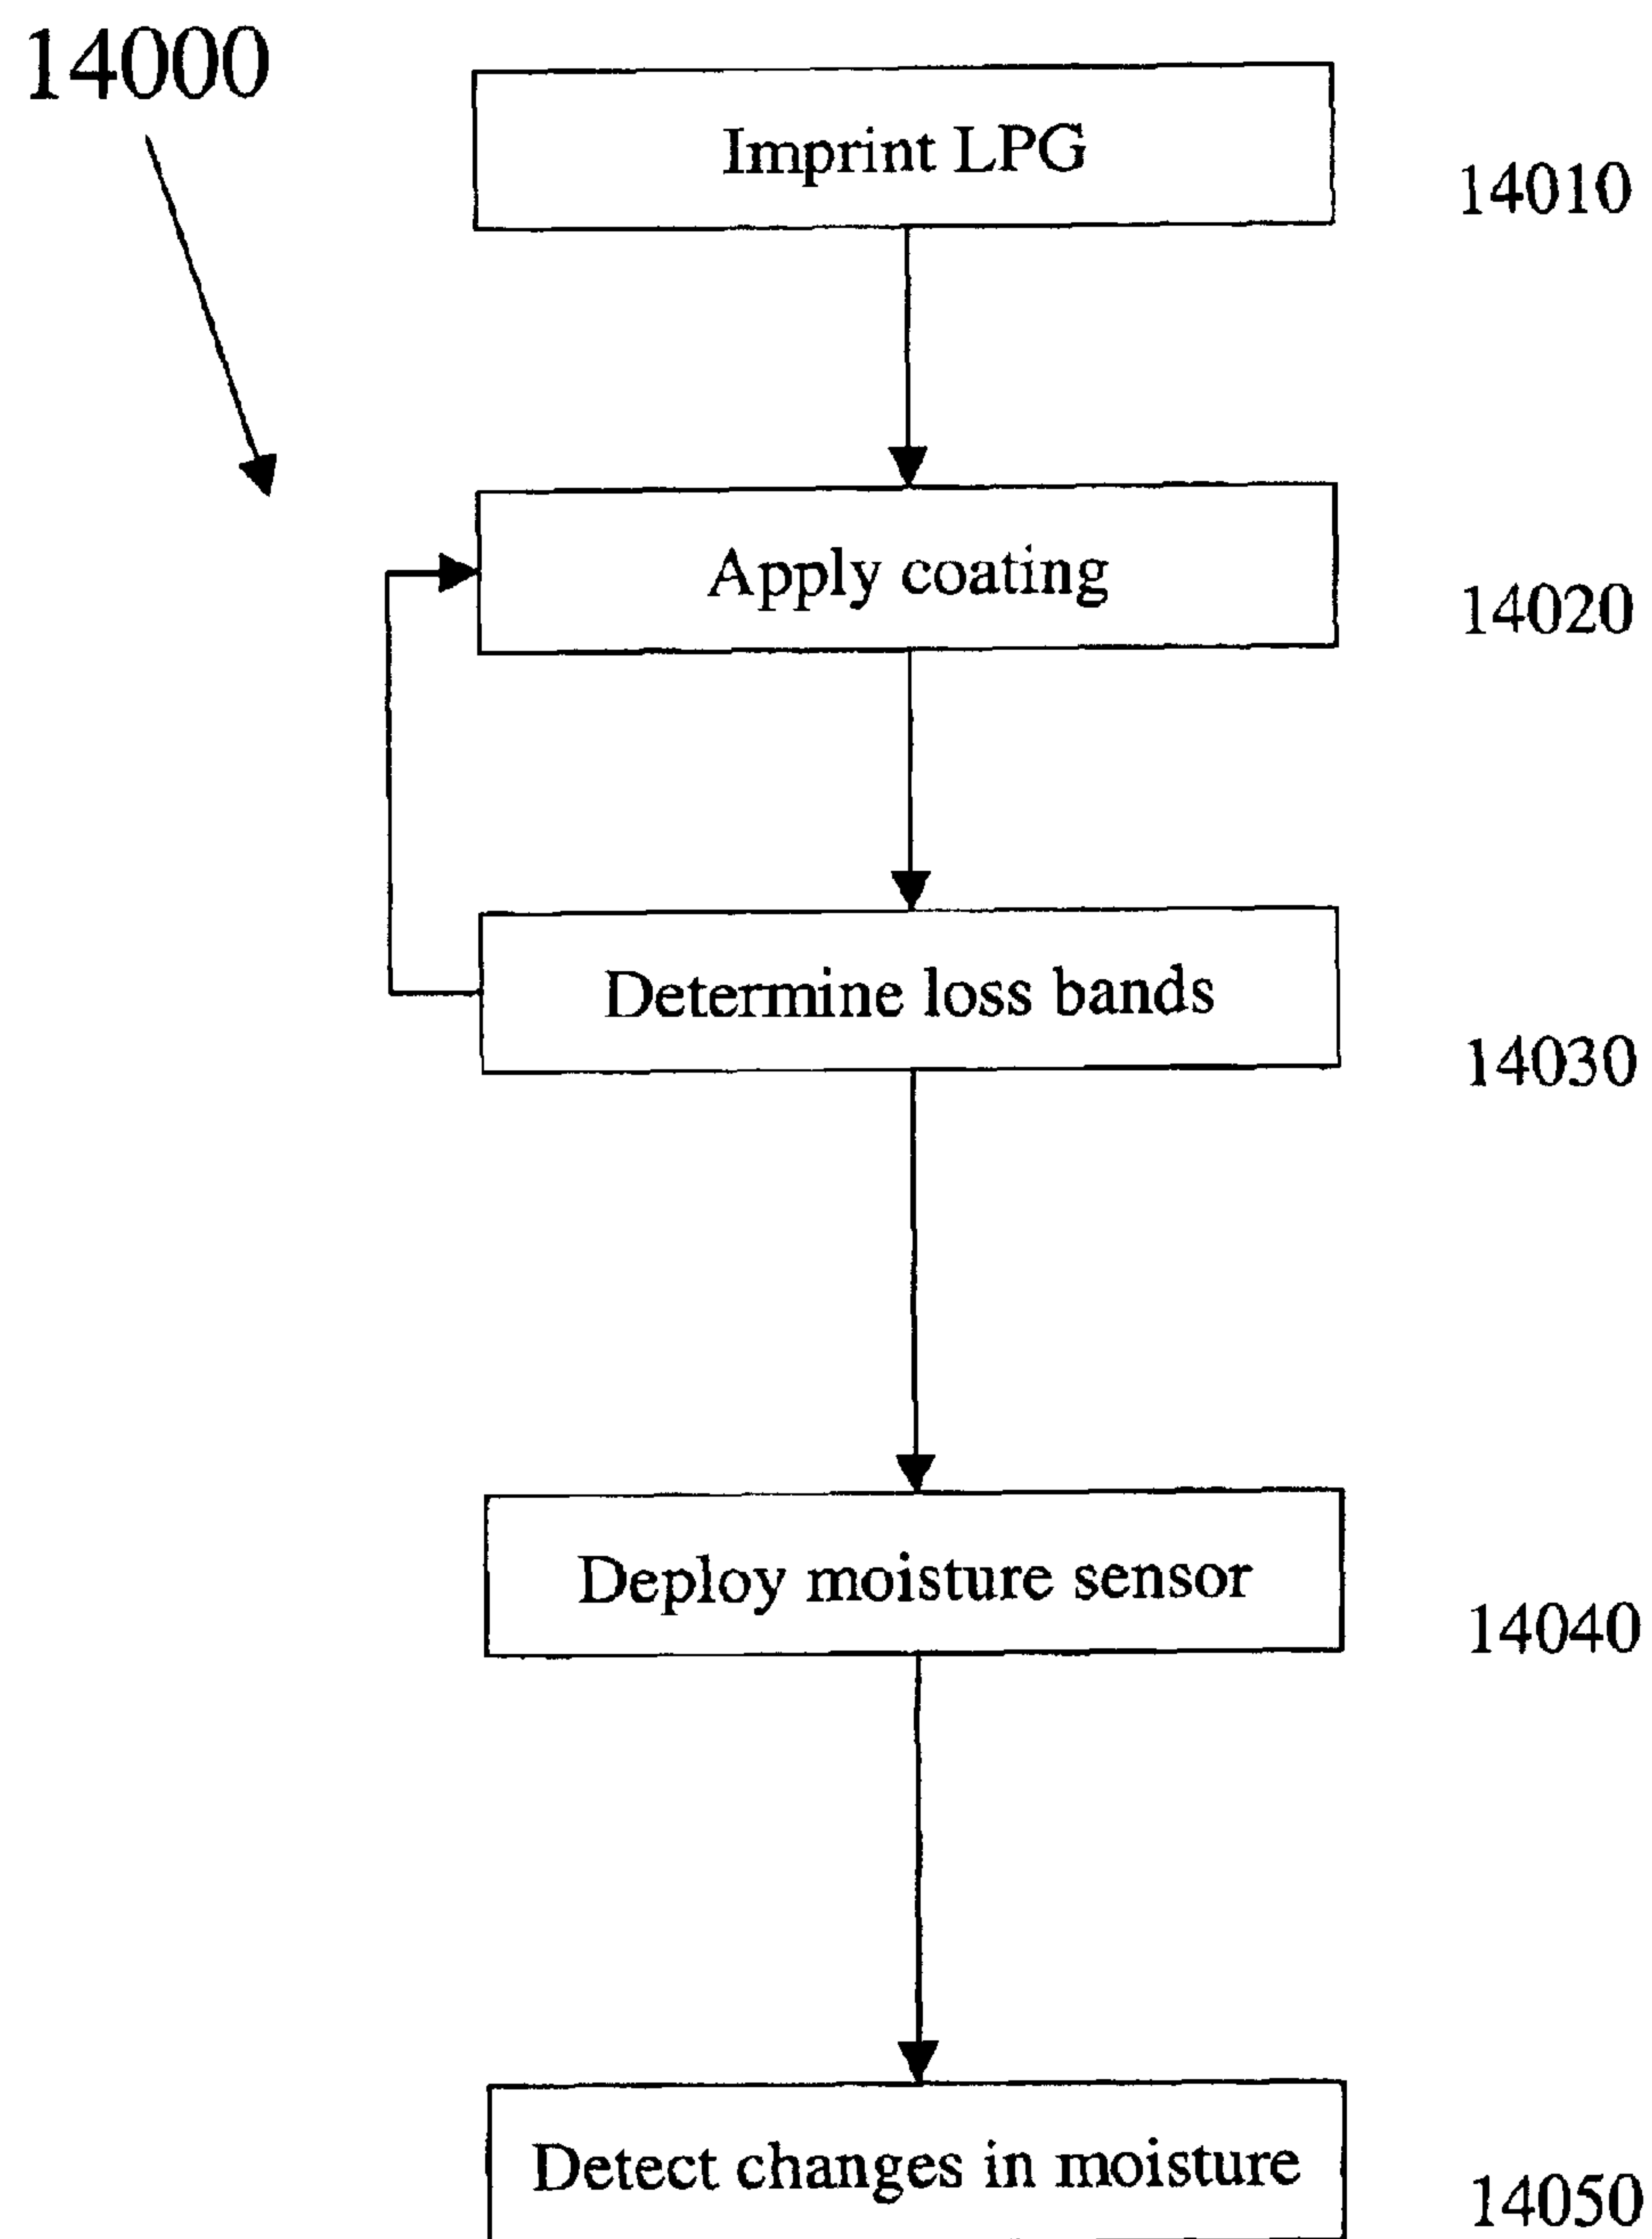 14000
Imprint LPG
14010
Apply coating
14020
Determine loss bands
14030
Deploy moisture sensor
14040
Detect changes in moisture
14050